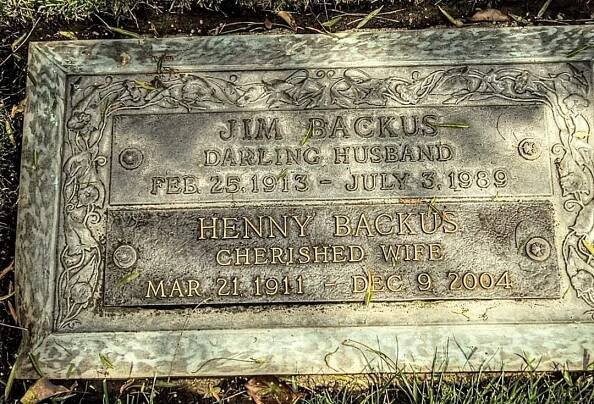 JIM BACKUS
DARLING HUSBAND
FEB. 25, 1913 - JULY 3, 1989
HENNY BACKUS
CHERISHED WIFE
MAR. 21, 1911 - DEC. 9, 2004